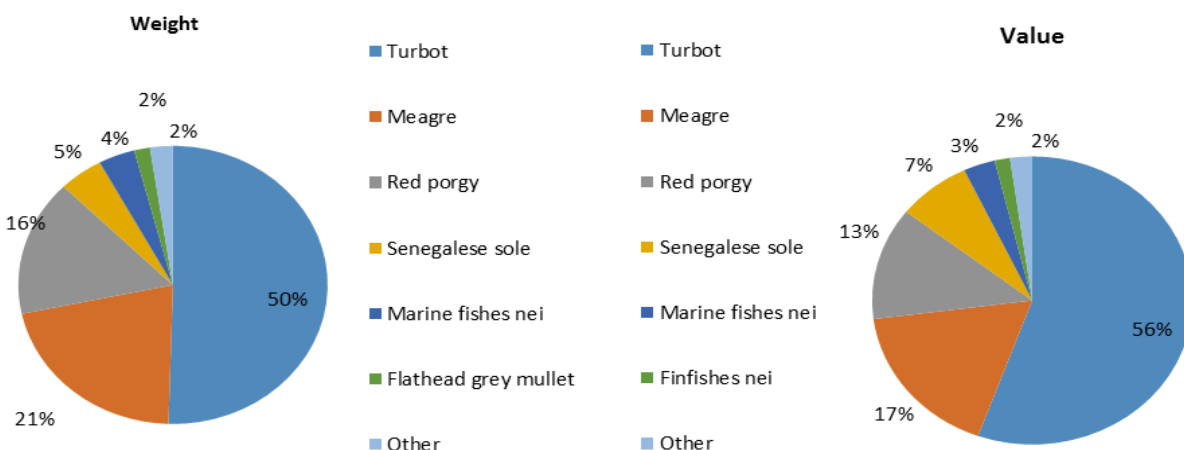 Weight
2%
2%
4%
5%
16%
50%
21%
Turbot
Meagre
Red porgy
Senegalese sole
Marine fishes nei
Flathead grey mullet
Other
Turbot
Meagre
Red porgy
Senegalese sole
Marine fishes nei
Finfishes nei
Other
Value
2%
2%
3%
7%
13%
56%
17%